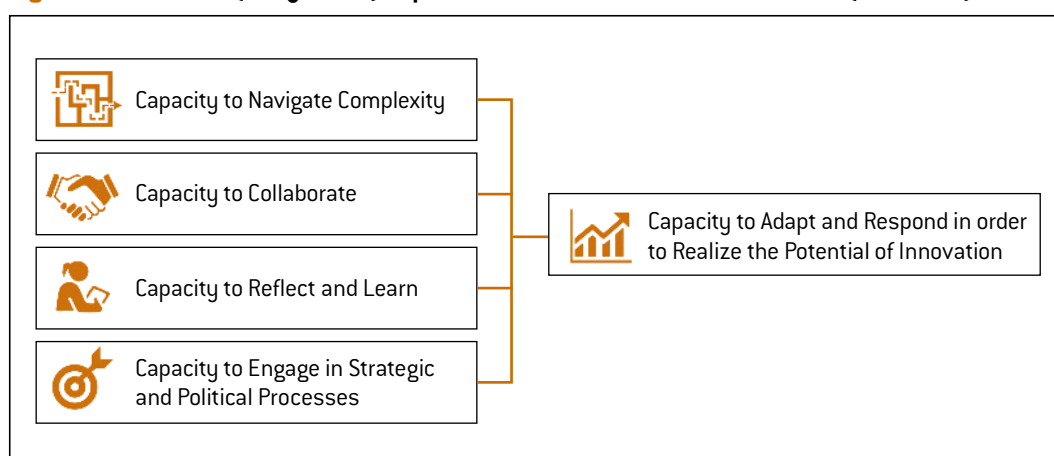 Capacity to Navigate Complexity
Capacity to Collaborate
Capacity to Reflect and Learn
Capacity to Engage in Strategic
and Political Processes
Capacity to Adapt and Respond in order
to Realize the Potential of Innovation